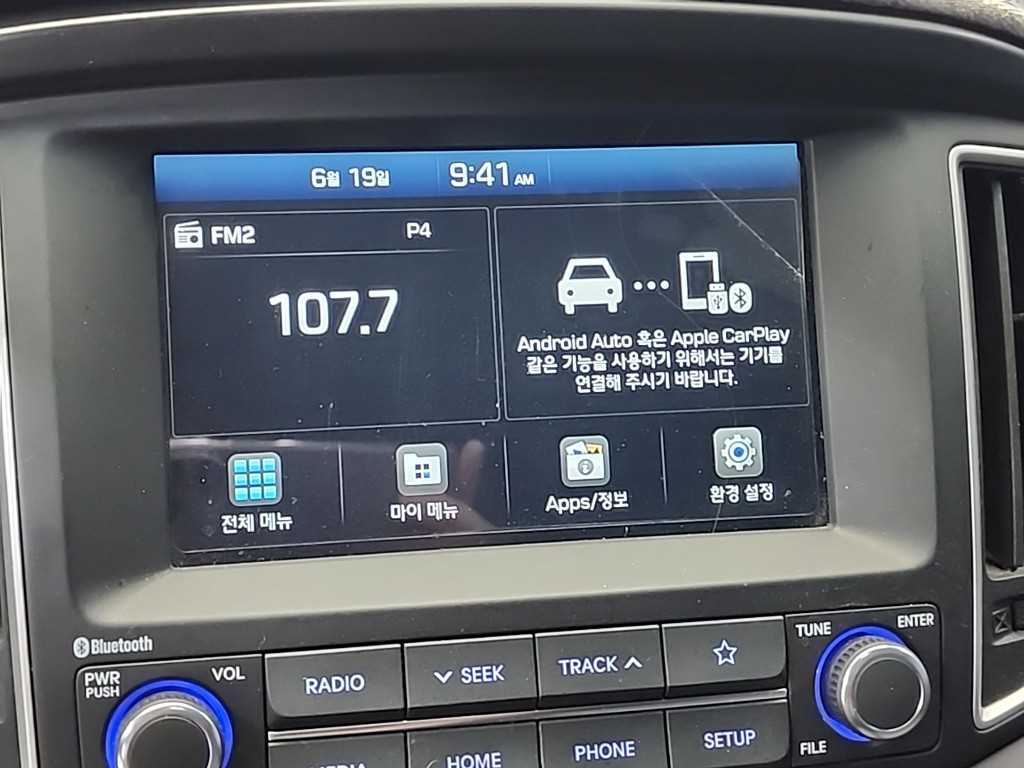 6월 19일 9:41 AM
FM2 P4
107.7
Android Auto 혹은 Apple CarPlay
같은 기능을 사용하기 위해서는 기기를
연결해 주시기 바랍니다.
전체 메뉴 마이 메뉴 Apps/정보 환경 설정
Bluetooth
PWR
PUSH
VOL
RADIO SEEK TRACK
TUNE ENTER
MEDIA HOME PHONE SETUP
FILE